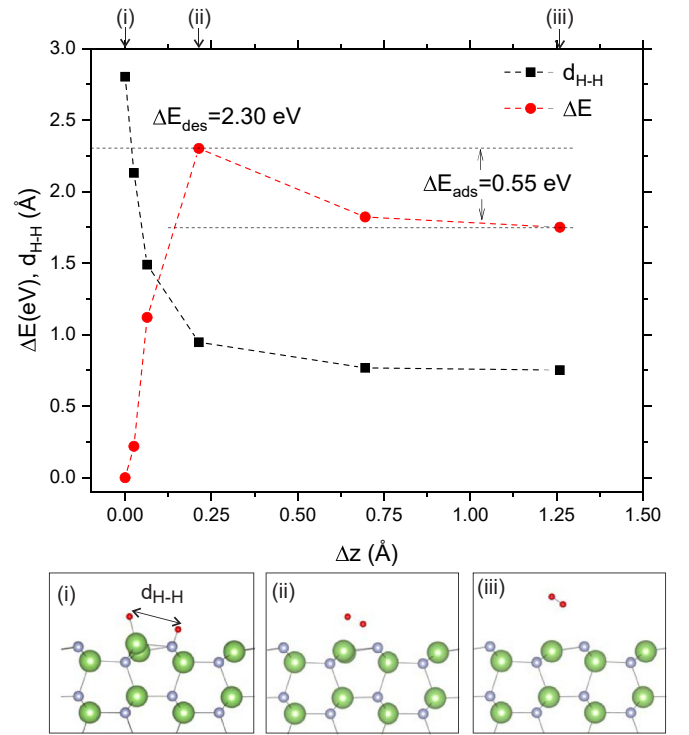 (i) (ii) (iii)
3.0
2.5
2.0
1.5
1.0
0.5
0.0
ΔE(eV), d_H-H (Å)
d_H-H
ΔE
ΔE_des=2.30 eV
ΔE_ads=0.55 eV
0.00 0.25 0.50 0.75 1.00 1.25 1.50
Δz (Å)
(i) d_H-H
(ii)
(iii)